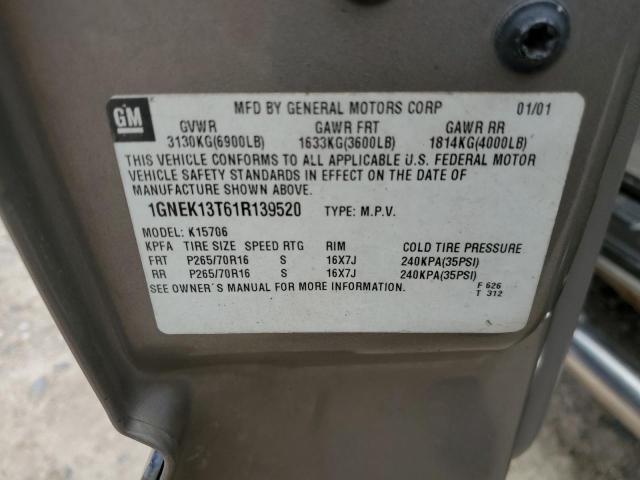 GM MFD BY GENERAL MOTORS CORP 01/01
GVWR GAWR FRT GAWR RR
3130KG(6900LB) 1633KG(3600LB) 1814KG(4000LB)
THIS VEHICLE CONFORMS TO ALL APPLICABLE U.S. FEDERAL MOTOR
VEHICLE SAFETY STANDARDS IN EFFECT ON THE DATE OF
MANUFACTURE SHOWN ABOVE.
1GNEK13T61R139520 TYPE: M.P.V.
MODEL: K15706
KPFA TIRE SIZE SPEED RTG RIM COLD TIRE PRESSURE
FRT P265/70R16 S 16X7J 240KPA(35PSI)
RR P265/70R16 S 16X7J 240KPA(35PSI)
SEE OWNER'S MANUAL FOR MORE INFORMATION. F 626
T 312